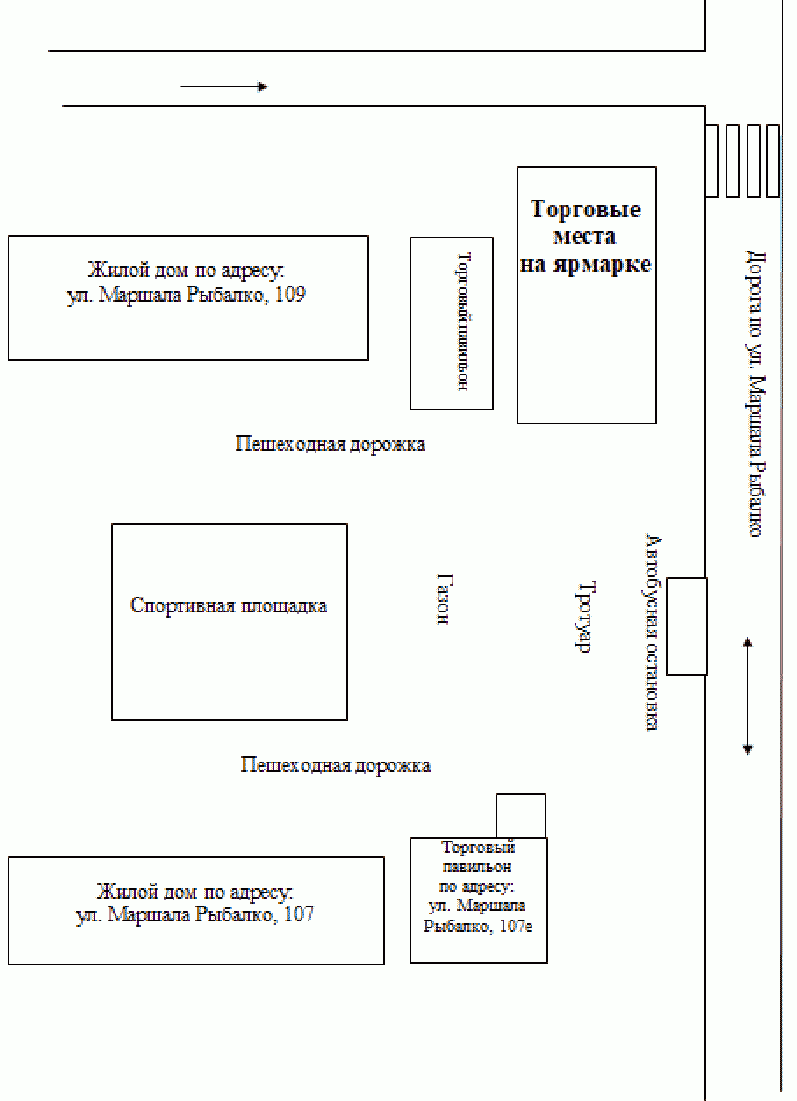 Торговые
места
на ярмарке
Жилой дом по адресу:
ул. Маршала Рыбалко, 109
Торговый павильон
Дорога по ул. Маршала Рыбалко
Пешеходная дорожка
Спортивная площадка
Газон
Тротуар
Автобусная остановка
Пешеходная дорожка
Жилой дом по адресу:
ул. Маршала Рыбалко, 107
Торговый
павильон
по адресу:
ул. Маршала
Рыбалко, 107е